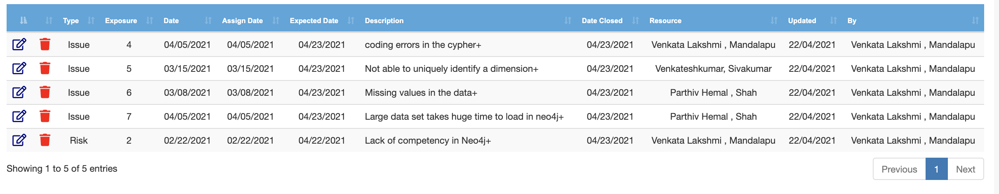 Type Exposure Date Assign Date Expected Date Description Date Closed Resource Updated By
Issue 4 04/05/2021 04/05/2021 04/23/2021 coding errors in the cypher+ 04/23/2021 Venkata Lakshmi , Mandalapu 22/04/2021 Venkata Lakshmi , Mandalapu
Issue 5 03/15/2021 03/15/2021 04/23/2021 Not able to uniquely identify a dimension+ 04/23/2021 Venkateshkumar, Sivakumar 22/04/2021 Venkata Lakshmi , Mandalapu
Issue 6 03/08/2021 03/08/2021 04/23/2021 Missing values in the data+ 04/23/2021 Parthiv Hemal , Shah 22/04/2021 Venkata Lakshmi , Mandalapu
Issue 7 04/05/2021 04/05/2021 04/23/2021 Large data set takes huge time to load in neo4j+ 04/23/2021 Parthiv Hemal , Shah 22/04/2021 Venkata Lakshmi , Mandalapu
Risk 2 02/22/2021 02/22/2021 04/22/2021 Lack of competency in Neo4j+ 04/23/2021 Venkata Lakshmi , Mandalapu 22/04/2021 Venkata Lakshmi , Mandalapu
Showing 1 to 5 of 5 entries
Previous 1 Next